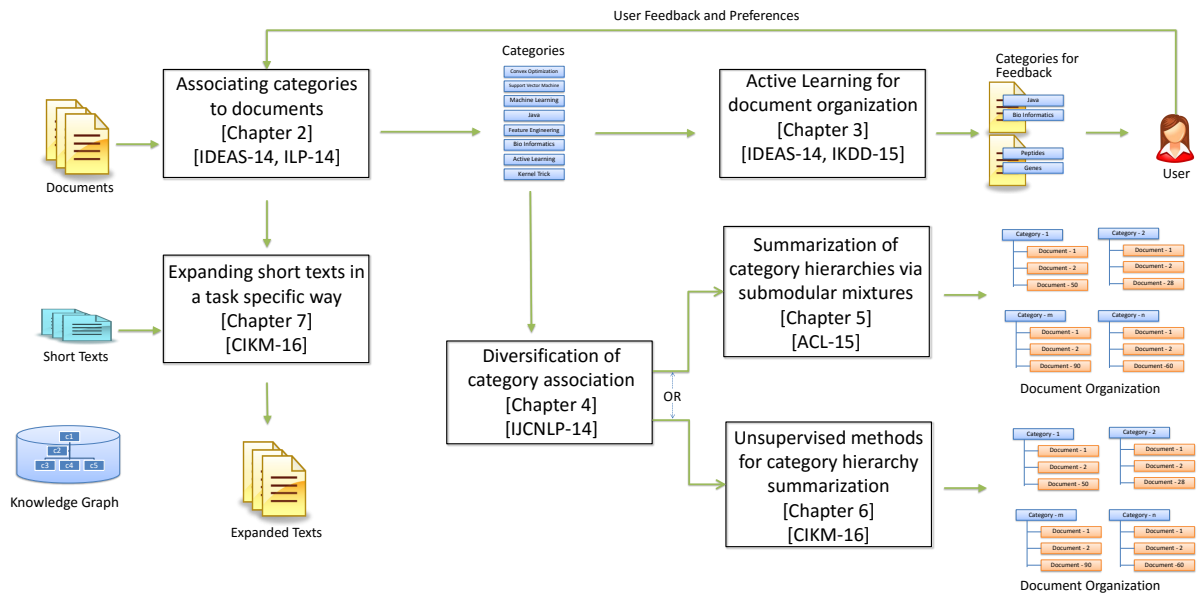 User Feedback and Preferences
Documents
Associating categories
to documents
[Chapter 2]
[IDEAS-14, ILP-14]
Categories
Convex Optimization
Support Vector Machine
Machine Learning
Java
Feature Engineering
Bio Informatics
Active Learning
Kernel Trick
Active Learning for
document organization
[Chapter 3]
[IDEAS-14, IKDD-15]
Categories for
Feedback
Java
Bio Informatics
Peptides
Genes
User
Short Texts
Expanding short texts in
a task specific way
[Chapter 7]
[CIKM-16]
Expanded Texts
Knowledge Graph
c1
c2
c3 c4 c5
Diversification of
category association
[Chapter 4]
[IJCNLP-14]
OR
Summarization of
category hierarchies via
submodular mixtures
[Chapter 5]
[ACL-15]
Category - 1
Document - 1
Document - 2
Document - 50
Category - 2
Document - 1
Document - 2
Document - 28
Category - m
Document - 1
Document - 2
Document - 90
Category - n
Document - 1
Document - 2
Document -60
Document Organization
Unsupervised methods
for category hierarchy
summarization
[Chapter 6]
[CIKM-16]
Category - 1
Document - 1
Document - 2
Document - 50
Category - 2
Document - 1
Document - 2
Document - 28
Category - m
Document - 1
Document - 2
Document - 90
Category - n
Document - 1
Document - 2
Document -60
Document Organization